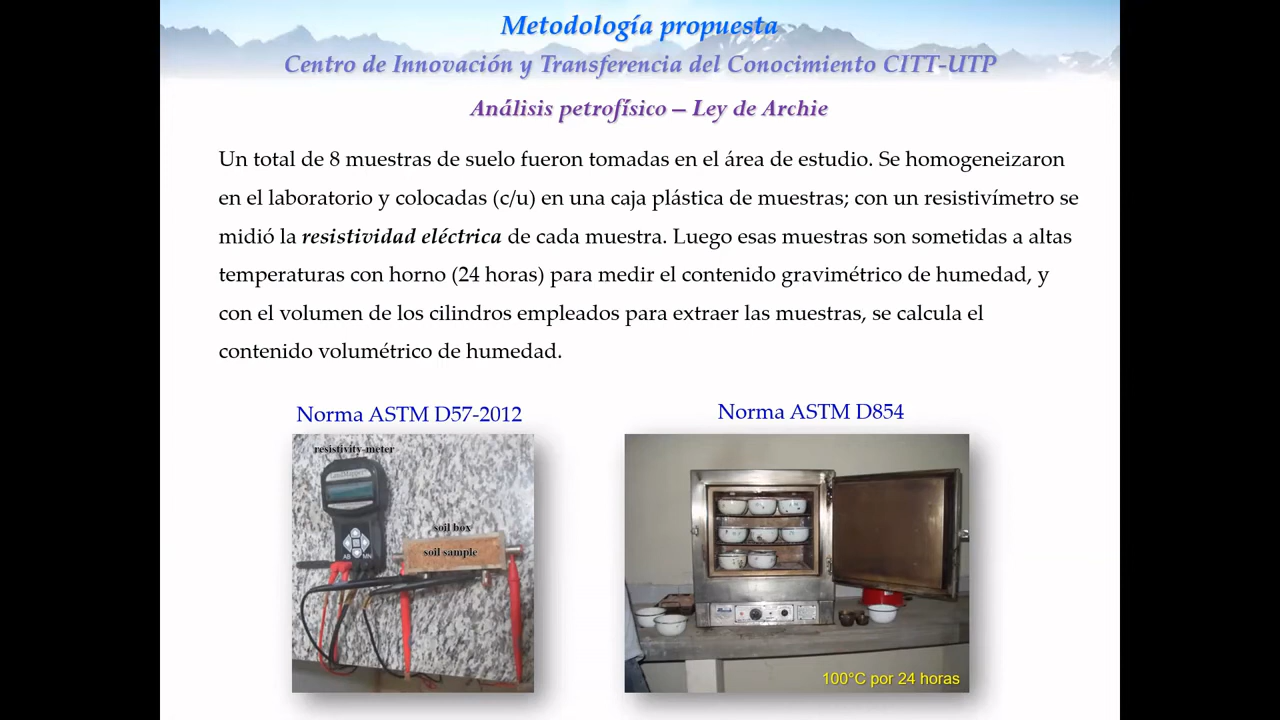 Metodología propuesta
Centro de Innovación y Transferencia del Conocimiento CITT-UTP
Análisis petrofísico – Ley de Archie
Un total de 8 muestras de suelo fueron tomadas en el área de estudio. Se homogeneizaron
en el laboratorio y colocadas (c/u) en una caja plástica de muestras; con un resistivímetro se
midió la resistividad eléctrica de cada muestra. Luego esas muestras son sometidas a altas
temperaturas con horno (24 horas) para medir el contenido gravimétrico de humedad, y
con el volumen de los cilindros empleados para extraer las muestras, se calcula el
contenido volumétrico de humedad.
Norma ASTM D57-2012
Norma ASTM D854
resistivity-meter
soil box
soil sample
AB
MN
100°C por 24 horas